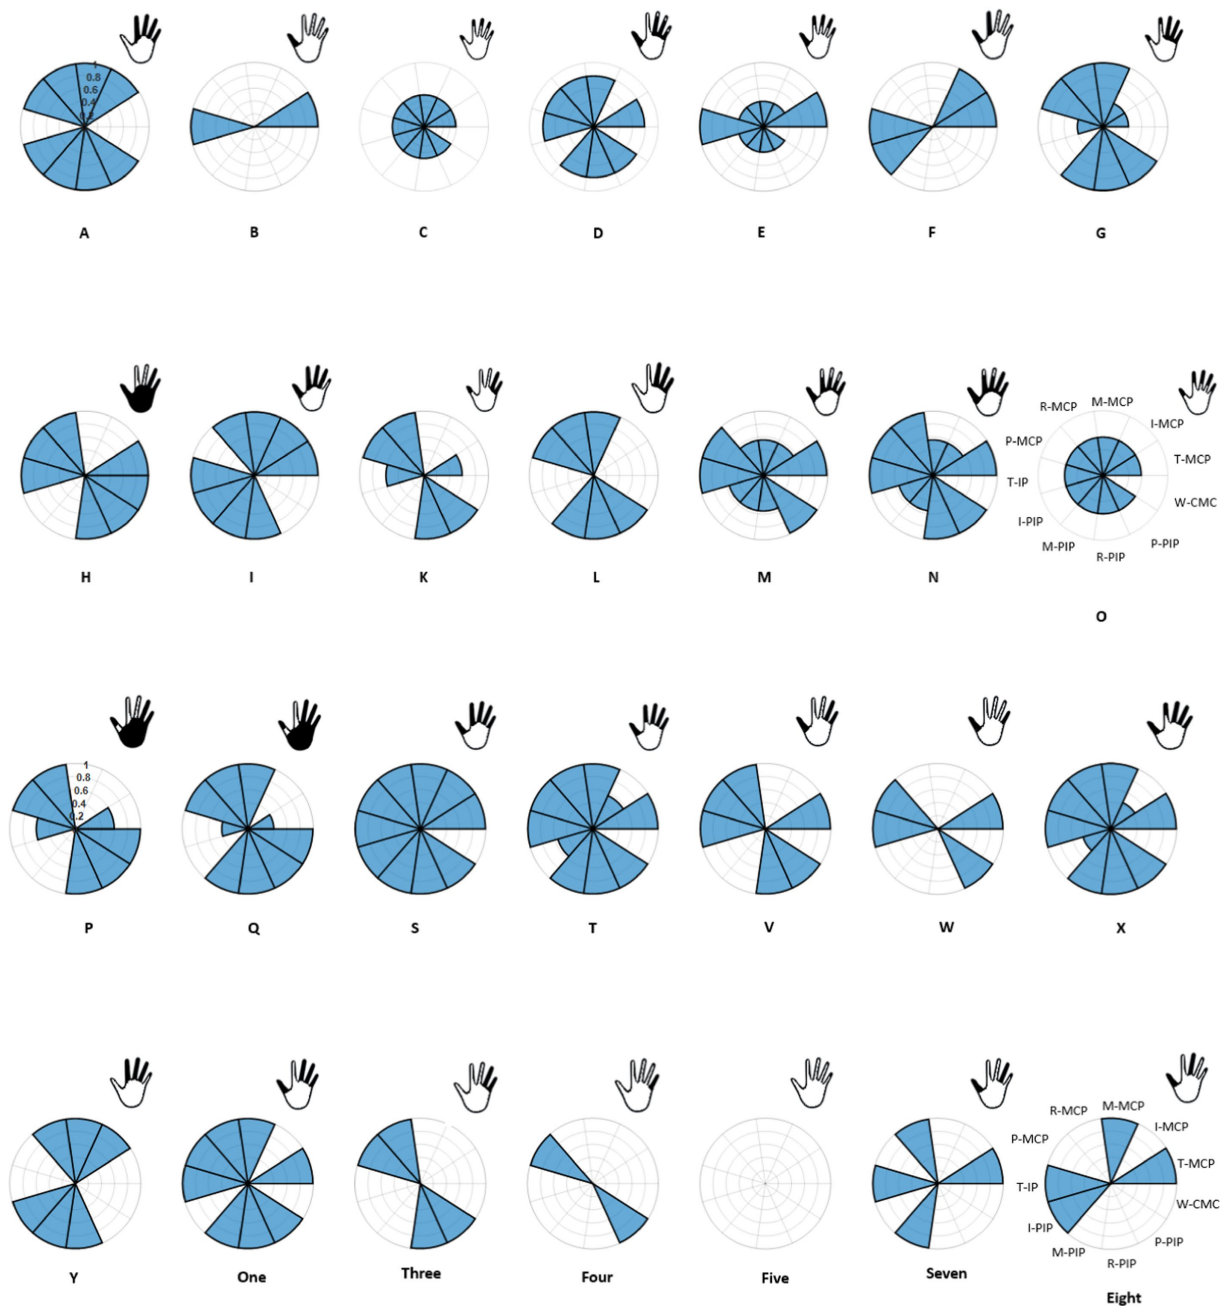 1
0.8
0.6
0.4
A B C D E F G
R-MCP M-MCP
I-MCP
P-MCP
T-MCP
T-IP
W-CMC
I-PIP
M-PIP
R-PIP
P-PIP
H I K L M N
O
1
0.8
0.6
0.4
0.2
P Q S T V W X
R-MCP M-MCP
I-MCP
P-MCP
T-MCP
T-IP
W-CMC
I-PIP
M-PIP
P-PIP
R-PIP
Y One Three Four Five Seven
Eight